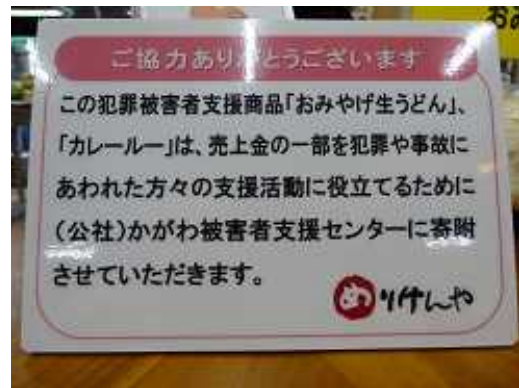 ご協力ありがとうございます
この犯罪被害者支援商品「おみやげ生うどん」、
「カレールー」は、売上金の一部を犯罪や事故に
あわれた方々の支援活動に役立てるために
(公社)かがわ被害者支援センターに寄附
させていただきます。
めりけんや
おみ